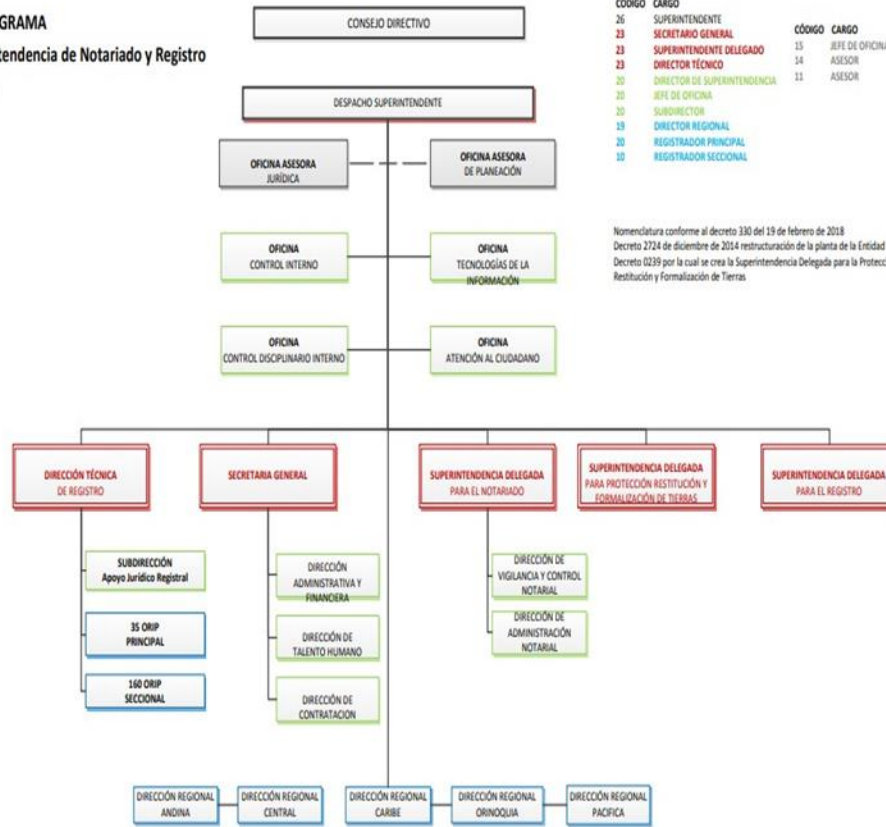 GRAMA
tendencia de Notariado y Registro
CONSEJO DIRECTIVO
DESPACHO SUPERINTENDENTE
CÓDIGO CARGO
26 SUPERINTENDENTE
23 SECRETARIO GENERAL
23 SUPERINTENDENTE DELEGADO
23 DIRECTOR TÉCNICO
20 DIRECTOR DE SUPERINTENDENCIA
20 JEFE DE OFICINA
20 SUBDIRECTOR
19 DIRECTOR REGIONAL
20 REGISTRADOR PRINCIPAL
10 REGISTRADOR SECCIONAL
CÓDIGO CARGO
15 JEFE DE OFICINA
14 ASESOR
11 ASESOR
OFICINA ASESORA
JURÍDICA
OFICINA ASESORA
DE PLANEACIÓN
OFICINA
CONTROL INTERNO
OFICINA
TECNOLOGÍAS DE LA
INFORMACIÓN
Nomenclatura conforme al decreto 330 del 19 de febrero de 2018
Decreto 2724 de diciembre de 2014 restructuración de la planta de la Entidad
Decreto 0239 por la cual se crea la Superintendencia Delegada para la Protecc
Restitución y Formalización de Tierras
OFICINA
CONTROL DISCIPLINARIO INTERNO
OFICINA
ATENCIÓN AL CIUDADANO
DIRECCIÓN TÉCNICA
DE REGISTRO
SECRETARIA GENERAL
SUPERINTENDENCIA DELEGADA
PARA EL NOTARIADO
SUPERINTENDENCIA DELEGADA
PARA PROTECCIÓN RESTITUCIÓN Y
FORMALIZACIÓN DE TIERRAS
SUPERINTENDENCIA DELEGADA
PARA EL REGISTRO
SUBDIRECCIÓN
Apoyo Jurídico Registral
35 ORIP
PRINCIPAL
160 ORIP
SECCIONAL
DIRECCIÓN
ADMINISTRATIVA Y
FINANCIERA
DIRECCIÓN DE
TALENTO HUMANO
DIRECCIÓN DE
CONTRATACION
DIRECCIÓN DE
VIGILANCIA Y CONTROL
NOTARIAL
DIRECCIÓN DE
ADMINISTRACIÓN
NOTARIAL
DIRECCIÓN REGIONAL
ANDINA
DIRECCIÓN REGIONAL
CENTRAL
DIRECCIÓN REGIONAL
CARIBE
DIRECCIÓN REGIONAL
ORINOQUIA
DIRECCIÓN REGIONAL
PACIFICA